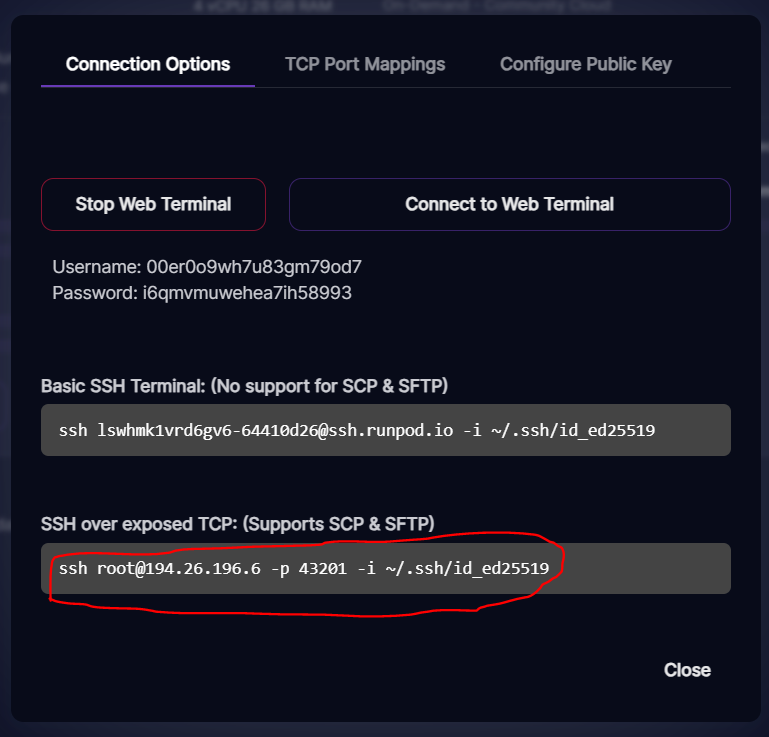 4 vCPU 26 GB RAM
On-Demand - Community Cloud
Connection Options
TCP Port Mappings
Configure Public Key
Stop Web Terminal
Connect to Web Terminal
Username: 00er0o9wh7u83gm79od7
Password: i6qmvmuwehea7ih58993
Basic SSH Terminal: (No support for SCP & SFTP)
ssh lswhmk1vrd6gv6-64410d26@ssh.runpod.io -i ~/.ssh/id_ed25519
SSH over exposed TCP: (Supports SCP & SFTP)
ssh root@194.26.196.6 -p 43201 -i ~/.ssh/id_ed25519
Close